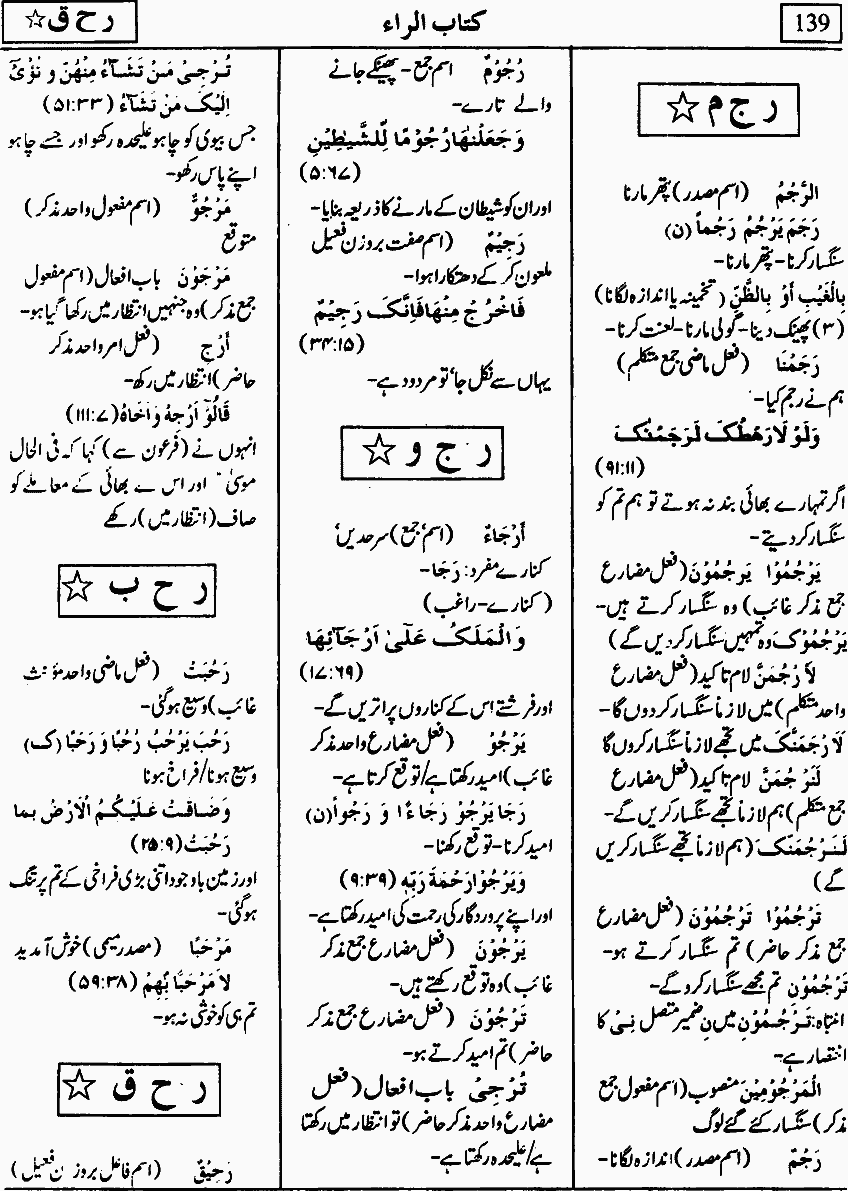 139
کتاب الراء
ر ح ق ☆
ر ج م ☆
الرَّجْمُ (اسم مصدر) پتھر مارنا
رَجَمَ یَرْجُمُ رَجْماً (ن)
سنگسار کرنا- پتھر مارنا-
بِالْغَیْبِ اَوْ بِالظَّنِّ (تخمینہ یا اندازہ لگانا)
(۳) پھینک دینا- گولی مارنا- لعنت کرنا-
رَجَمْنَا (فعل ماضی جمع متکلم)
ہم نے رجم کیا-
وَلَوْ لَا رَهْطُکَ لَرَجَمْنٰکَ
(۹۱:۱۱)
اگر تمہارے بھائی بند نہ ہوتے تو ہم تم کو
سنگسار کر دیتے-
یَرْجُمُوْا یَرجُمُوْنَ (فعل مضارع
جمع مذکر غائب) وہ سنگسار کرتے ہیں-
یَرْجُمُوْکَ وہ تمہیں سنگسار کر دیں گے)
لَاَ رْجُمَنَّ لام تاکید (فعل مضارع
واحد متکلم) میں لازماً سنگسار کردوں گا-
لَاَرْجُمَنَّکَ میں تجھے لازماً سنگسار کروں گا
لَنَرْجُمَنَّ لام تاکید (فعل مضارع
جمع متکلم) ہم لازماً تجھے سنگسار کریں گے-
لَنَرْجُمَنَّکَ (ہم لازماً تجھے سنگسار کریں
گے)
تَرْجُمُوْا تَرْجُمُوْنَ (فعل مضارع
جمع مذکر حاضر) تم سنگسار کرتے ہو-
تَرْجُمُوْن تم مجھے سنگسار کرو گے-
انتباہ: تَرْجُمُوْنِ میں نِ ضمیر متصل نِیْ کا
انتصار ہے-
الْمَرْجُوْمِیْنَ منصوب (اسم مفعول جمع
مذکر) سنگسار کئے گئے لوگ
رَجْمٌ (اسم مصدر) اندازہ لگانا-
رُجُوْمٌ اسم جمع- پھینکے جانے
والے تارے-
وَجَعَلْنٰهَا رُجُوْمًا لِّلشَّیٰطِیْنِ
(۵:۶۷)
اور ان کو شیطان کے مارنے کا ذریعہ بنایا-
رَجِیْمٌ (اسم صفت بروزن فعیل
ملعون کر کے دھتکارا ہوا-
فَاخْرُجْ مِنْهَا فَاِنَّکَ رَجِیْمٌ
(۳۴:۱۵)
یہاں سے نکل جا، تو مردود ہے-
ر ج و ☆
اَرْجَاءٌ (اسم جمع) سرحدیں،
کنارے مفرد: رَجَا-
(کنارے- راغب)
وَالْمَلَکُ عَلٰی اَرْجَآئِهَا
(۱۷:۶۹)
اور فرشتے اس کے کناروں پر اتریں گے-
یَرْجُوْ (فعل مضارع واحد مذکر
غائب) امید رکھتا ہے / توقع کرتا ہے-
رَجَا یَرْجُوْ رَجَاءً ا وَ رَجْواً (ن)
امید کرنا- توقع رکھنا-
وَیَرْجُوْا رَحْمَةَ رَبِّهٖ (۹:۳۹)
اور اپنے پروردگار کی رحمت کی امید رکھتا ہے-
یَرْجُوْنَ (فعل مضارع جمع مذکر
غائب) وہ توقع رکھتے ہیں-
تَرْجُوْنَ (فعل مضارع جمع مذکر
حاضر) تم امید کرتے ہو-
تُرْجِیْ باب افعال (فعل
مضارع واحد مذکر حاضر) تو انتظار میں رکھتا
ہے/ علیحدہ رکھتا ہے-
تُرْجِیْ مَنْ تَشَآءُ مِنْهُنَّ وَ تُؤْیْٓ
اِلَیْکَ مَنْ تَشَآءُ (۵۱:۳۳)
جس بیوی کو چاہو علیحدہ رکھو اور جسے چاہو
اپنے پاس رکھو-
مَرْجُوٌّ (اسم مفعول واحد مذکر)
متوقع
مَرْجَوْنَ باب افعال (اسم مفعول
جمع مذکر) وہ جنہیں انتظار میں رکھا گیا ہو-
اَرْجِ (فعل امر واحد مذکر
حاضر) انتظار میں رکھ-
قَالُوْٓ اَرْجِهْ وَاَخَاهُ (۱۱۱:۷)
انہوں نے (فرعون سے) کہا کہ فی الحال
موسیٰ اور اس ے بھائی کے معاملے کو
صاف (انتظار میں) رکھے
ر ح ب ☆
رَحُبَتْ (فعل ماضی واحد مؤنث
غائب) وسیع ہوگئی-
رَحُبَ یَرْحُبُ رُحْبًا وَ رَحَبًا (ک)
وسیع ہونا / فراخ ہونا
وَضَاقَتْ عَلَیْکُمُ الْاَرْضُ بِمَا
رَحُبَتْ (۲۵:۹)
اور زمین باوجود اتنی بڑی فراخی کے تم پر تنگ
ہوگئی-
مَرْحَبًا (مصدر میمی) خوش آمدید
لَا مَرْحَبًا بِهِمْ (۵۹:۳۸)
تم ہی کو خوشی نہ ہو-
ر ح ق ☆
رَحِیْقٌ (اسم فاعل بروزن فعیل)